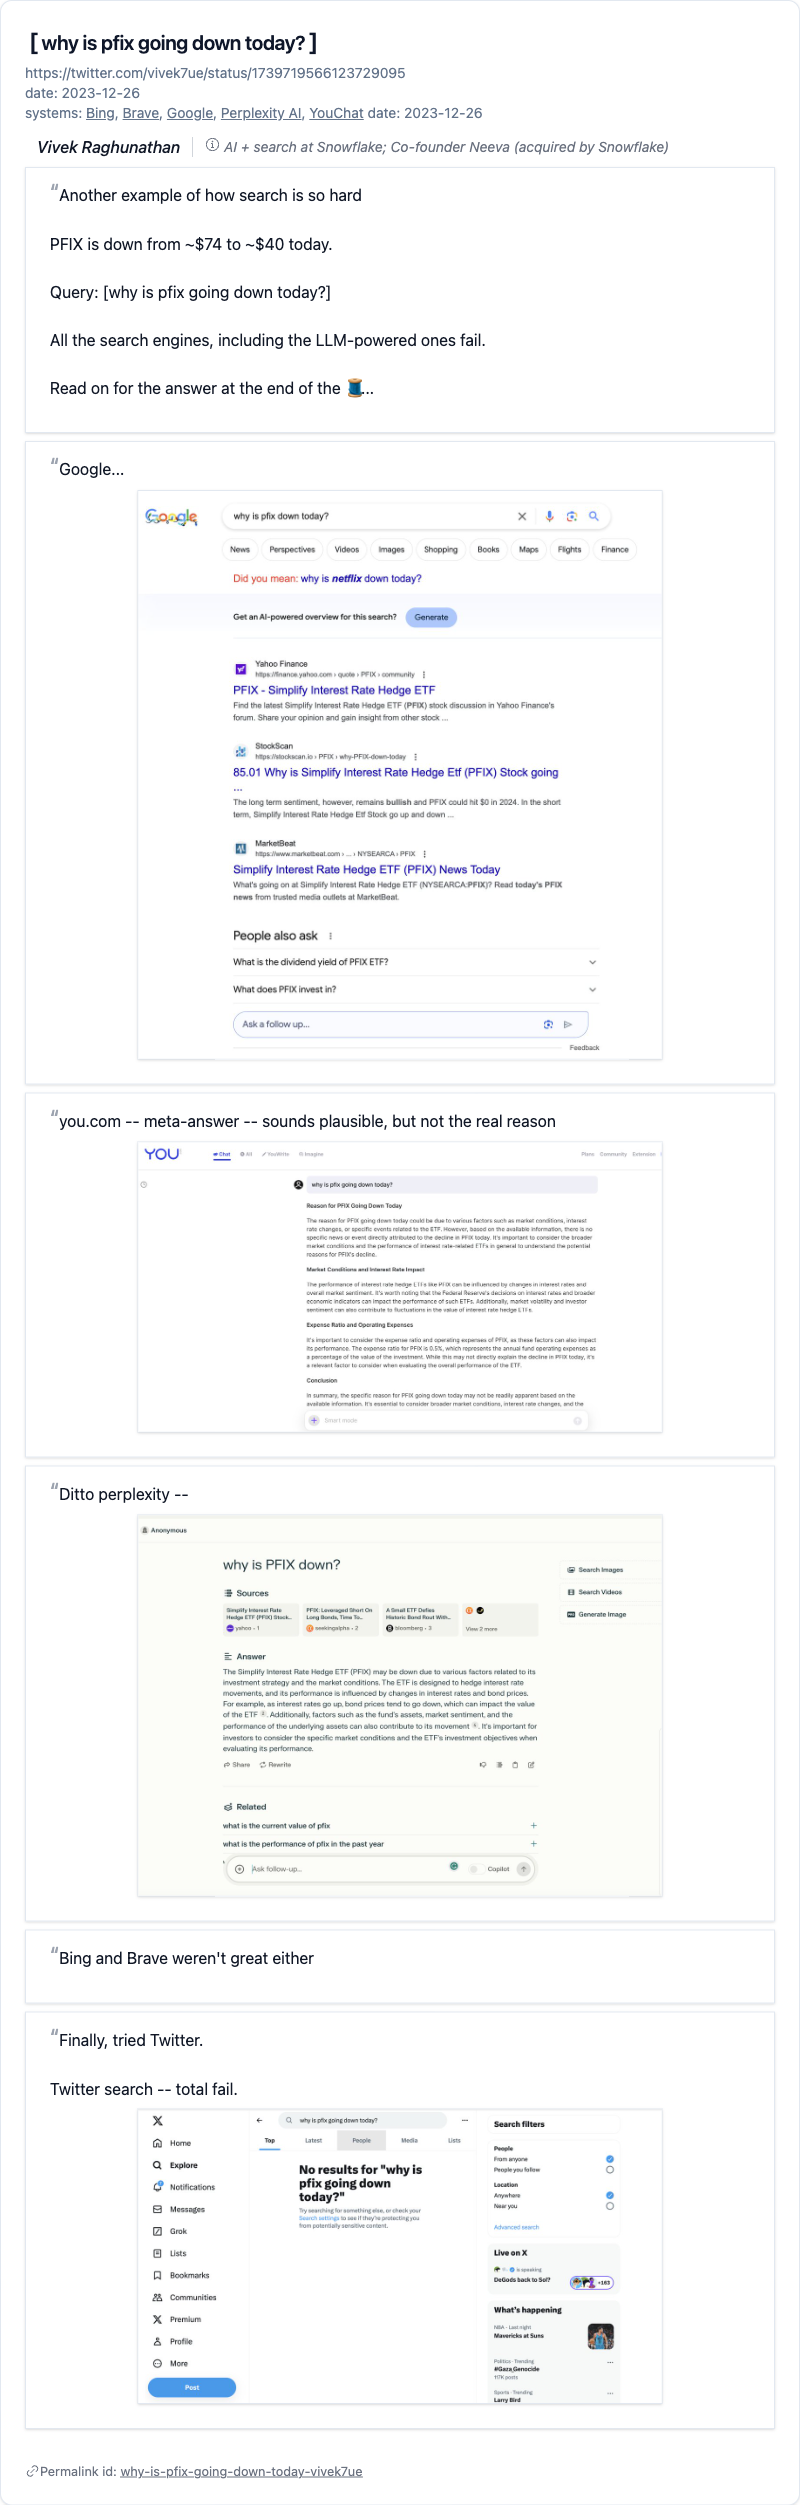 [ why is pfix going down today? ]
https://twitter.com/vivek7ue/status/1739719566123729095
date: 2023-12-26
systems: Bing, Brave, Google, Perplexity AI, YouChat date: 2023-12-26
Vivek Raghunathan AI + search at Snowflake; Co-founder Neeva (acquired by Snowflake)
“Another example of how search is so hard
PFIX is down from ~$74 to ~$40 today.
Query: [why is pfix going down today?]
All the search engines, including the LLM-powered ones fail.
Read on for the answer at the end of the 🧵...
“Google...
Google why is pfix down today?
News Perspectives Videos Images Shopping Books Maps Flights Finance
Did you mean: why is netflix down today?
Get an AI-powered overview for this search? Generate
Yahoo Finance
https://finance.yahoo.com › quote › PFIX › community
PFIX - Simplify Interest Rate Hedge ETF
Find the latest Simplify Interest Rate Hedge ETF (PFIX) stock discussion in Yahoo Finance's
forum. Share your opinion and gain insight from other stock ...
StockScan
https://stockscan.io › PFIX › why-PFIX-down-today
85.01 Why is Simplify Interest Rate Hedge Etf (PFIX) Stock going
...
The long term sentiment, however, remains bullish and PFIX could hit $0 in 2024. In the short
term, Simplify Interest Rate Hedge Etf Stock go up and down ...
MarketBeat
https://www.marketbeat.com › ... › NYSEARCA › PFIX
Simplify Interest Rate Hedge ETF (PFIX) News Today
What's going on at Simplify Interest Rate Hedge ETF (NYSEARCA:PFIX)? Read today's PFIX
news from trusted media outlets at MarketBeat.
People also ask
What is the dividend yield of PFIX ETF?
What does PFIX invest in?
Ask a follow up...
Feedback
“you.com -- meta-answer -- sounds plausible, but not the real reason
YOU Chat All YouWrite Imagine Plans Community Extension
why is pfix going down today?
Reason for PFIX Going Down Today
The reason for PFIX going down today could be due to various factors such as market conditions, interest
rate changes, or specific events related to the ETF. However, based on the available information, there is no
specific news or event directly attributed to the decline in PFIX today. It's important to consider the broader
market conditions and the performance of interest rate-related ETFs in general to understand the potential
reasons for PFIX's decline.
Market Conditions and Interest Rate Impact
The performance of interest rate hedge ETFs like PFIX can be influenced by changes in interest rates and
overall market sentiment. It's worth noting that the Federal Reserve's decisions on interest rates and broader
economic indicators can impact the performance of such ETFs. Additionally, market volatility and investor
sentiment can also contribute to fluctuations in the value of interest rate hedge ETFs.
Expense Ratio and Operating Expenses
It's important to consider the expense ratio and operating expenses of PFIX, as these factors can also impact
its performance. The expense ratio for PFIX is 0.5%, which represents the annual fund operating expenses as
a percentage of the value of the investment. While this may not directly explain the decline in PFIX today, it's
a relevant factor to consider when evaluating the overall performance of the ETF.
Conclusion
In summary, the specific reason for PFIX going down today may not be readily apparent based on the
available information. It's essential to consider broader market conditions, interest rate changes, and the
Smart mode
“Ditto perplexity --
Anonymous
why is PFIX down?
Search Images
Search Videos
Generate Image
Sources
Simplify Interest Rate
Hedge ETF (PFIX) Stock...
yahoo • 1
PFIX: Leveraged Short On
Long Bonds, Time To...
seekingalpha • 2
A Small ETF Defies
Historic Bond Rout With...
bloomberg • 3
View 2 more
Answer
The Simplify Interest Rate Hedge ETF (PFIX) may be down due to various factors related to its
investment strategy and the market conditions. The ETF is designed to hedge interest rate
movements, and its performance is influenced by changes in interest rates and bond prices.
For example, as interest rates go up, bond prices tend to go down, which can impact the value
of the ETF. Additionally, factors such as the fund's assets, market sentiment, and the
performance of the underlying assets can also contribute to its movement. It's important for
investors to consider the specific market conditions and the ETF's investment objectives when
evaluating its performance.
Share Rewrite
Related
what is the current value of pfix
what is the performance of pfix in the past year
Ask follow-up... Copilot
“Bing and Brave weren't great either
“Finally, tried Twitter.
Twitter search -- total fail.
Home
Explore
Notifications
Messages
Grok
Lists
Bookmarks
Communities
Premium
Profile
More
Post
why is pfix going down today?
Top Latest People Media Lists
No results for "why is
pfix going down
today?"
Try searching for something else, or check your
Search settings to see if they're protecting you
from potentially sensitive content.
Search filters
People
From anyone
People you follow
Location
Anywhere
Near you
Advanced search
Live on X
is speaking
DeGods back to Sol? +163
What's happening
NBA · Last night
Mavericks at Suns
Politics · Trending
#Gaza_Genocide
117K posts
Sports · Trending
Larry Bird
Permalink id: why-is-pfix-going-down-today-vivek7ue